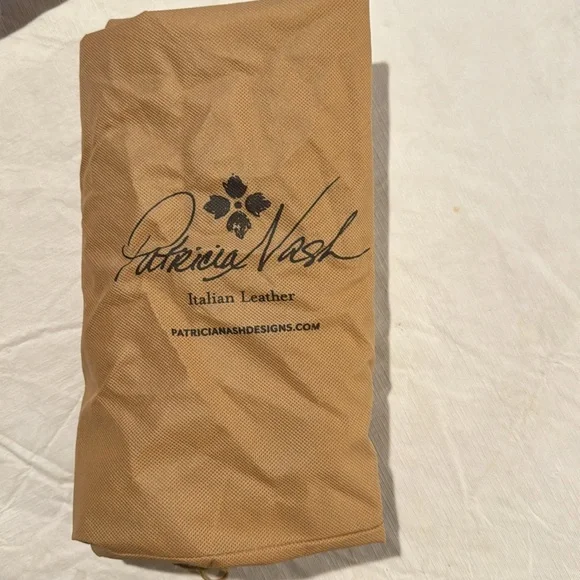 Patricia Nash
Italian Leather
PATRICIANASHDESIGNS.COM